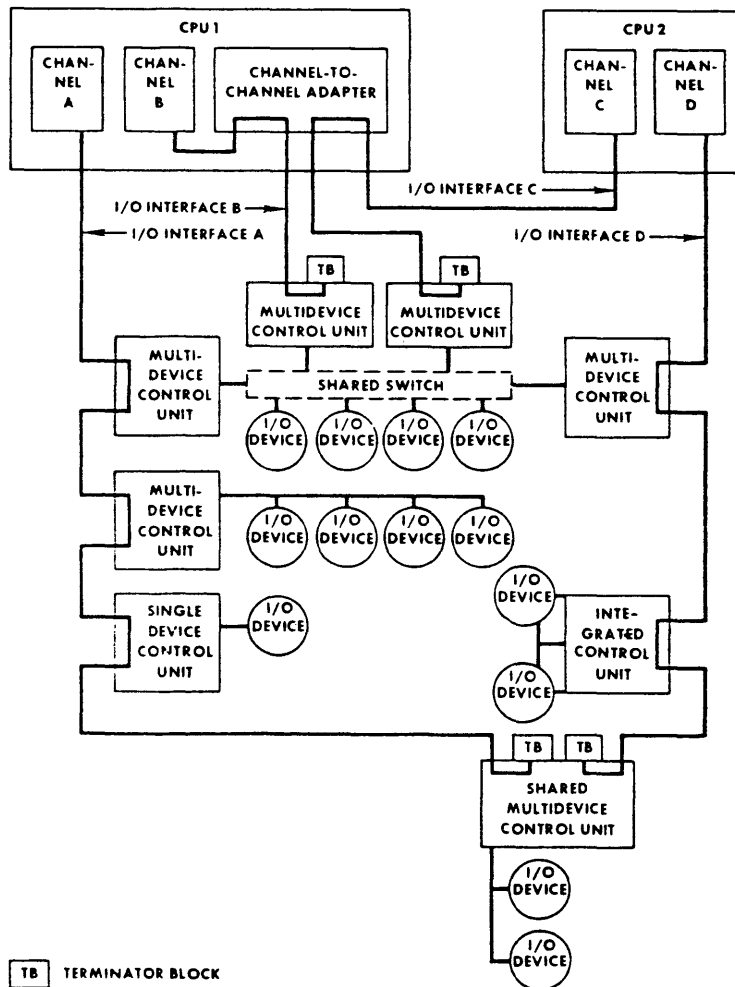 CPU 1
CPU 2
CHAN-
NEL
A
CHAN-
NEL
B
CHANNEL-TO-
CHANNEL ADAPTER
CHAN-
NEL
C
CHAN-
NEL
D
I/O INTERFACE C
I/O INTERFACE B
I/O INTERFACE A
I/O INTERFACE D
TB
TB
MULTIDEVICE
CONTROL UNIT
MULTIDEVICE
CONTROL UNIT
MULTI-
DEVICE
CONTROL
UNIT
SHARED SWITCH
MULTI-
DEVICE
CONTROL
UNIT
I/O
DEVICE
I/O
DEVICE
I/O
DEVICE
I/O
DEVICE
MULTI-
DEVICE
CONTROL
UNIT
I/O
DEVICE
I/O
DEVICE
I/O
DEVICE
I/O
DEVICE
SINGLE
DEVICE
CONTROL
UNIT
I/O
DEVICE
I/O
DEVICE
I/O
DEVICE
INTE-
GRATED
CONTROL
UNIT
TB
TB
SHARED
MULTIDEVICE
CONTROL UNIT
I/O
DEVICE
I/O
DEVICE
TB TERMINATOR BLOCK